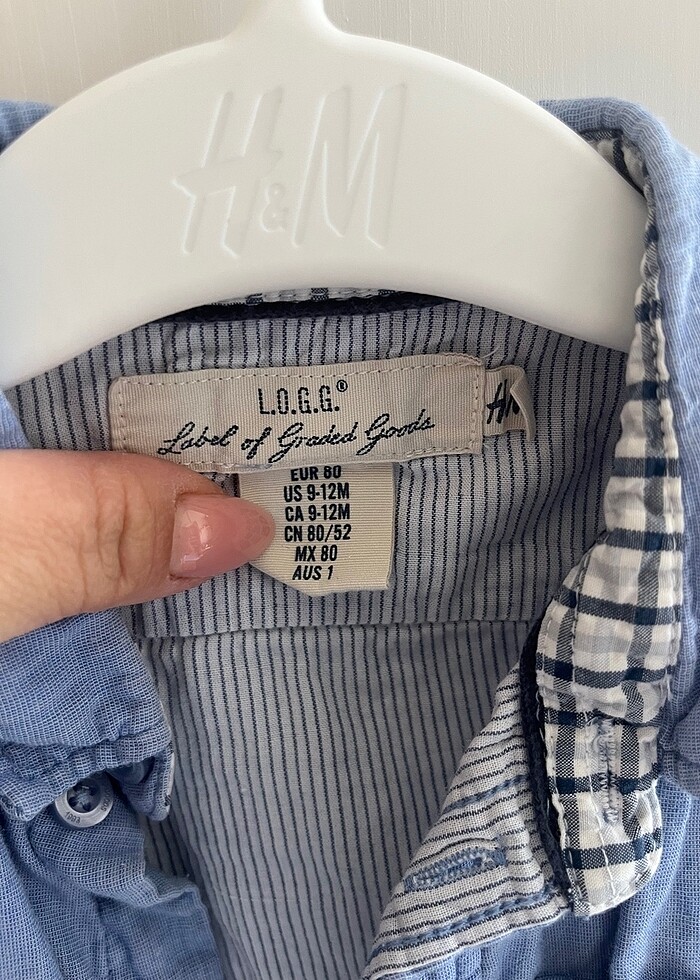 H&M
L.O.G.G.®
Label of Graded Goods
H&M
EUR 80
US 9-12M
CA 9-12M
CN 80/52
MX 80
AUS 1